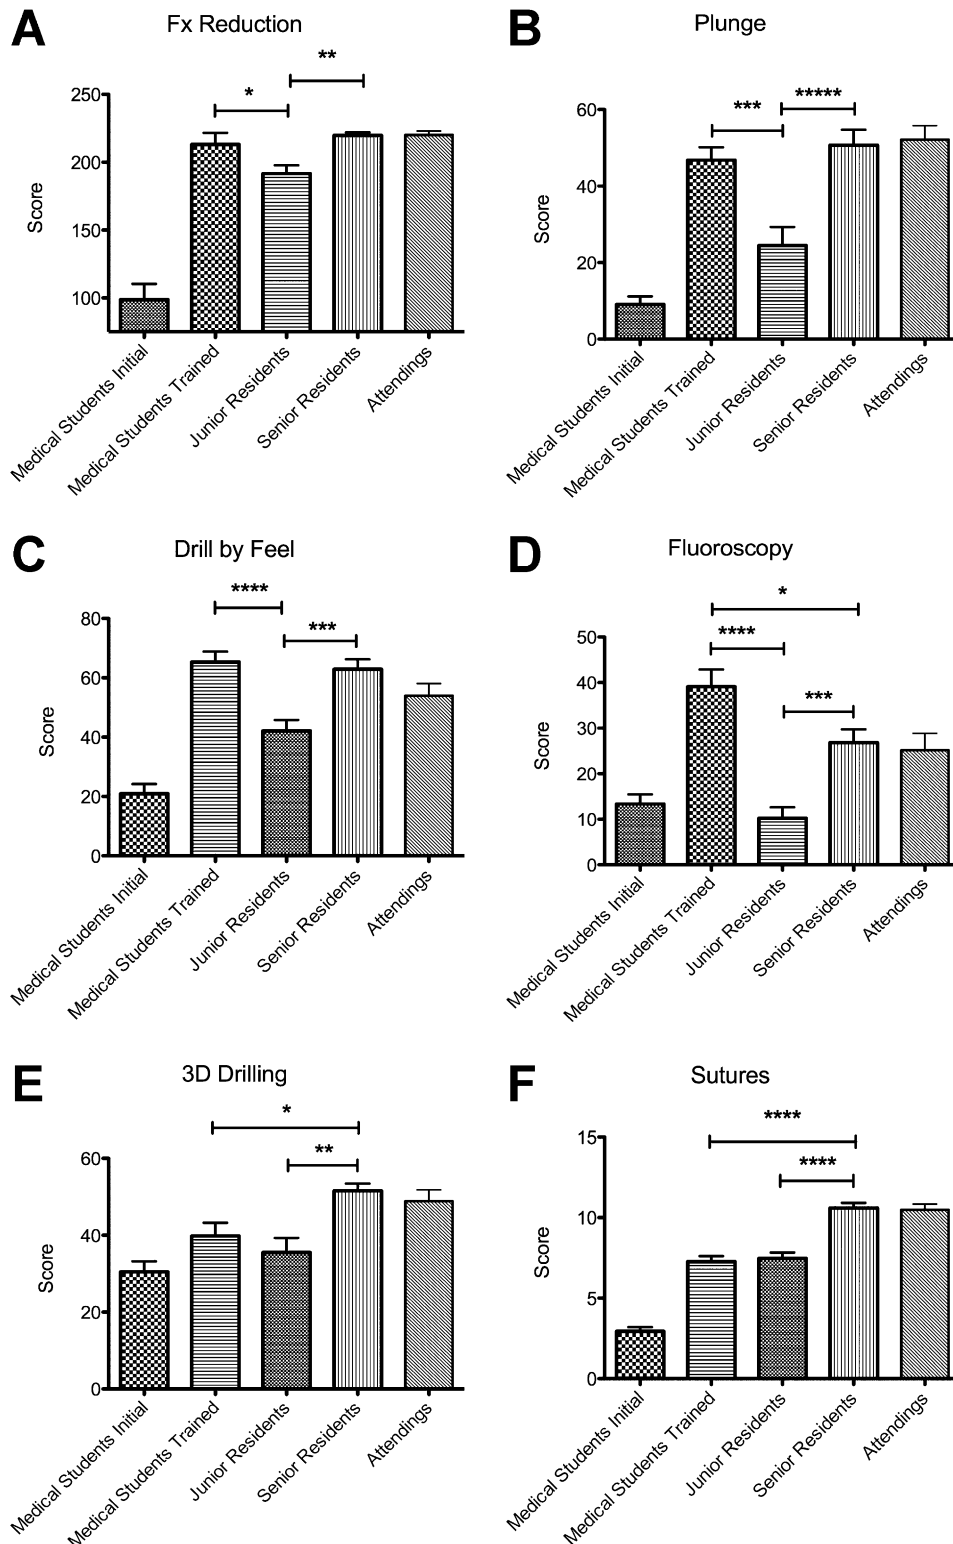 A
Fx Reduction
**
*
250
200
150
100
Score
Medical Students Initial
Medical Students Trained
Junior Residents
Senior Residents
Attendings
B
Plunge
*****
***
60
40
20
0
Score
Medical Students Initial
Medical Students Trained
Junior Residents
Senior Residents
Attendings
C
Drill by Feel
****
***
80
60
40
20
0
Score
Medical Students Initial
Medical Students Trained
Junior Residents
Senior Residents
Attendings
D
Fluoroscopy
*
****
***
50
40
30
20
10
0
Score
Medical Students Initial
Medical Students Trained
Junior Residents
Senior Residents
Attendings
E
3D Drilling
*
**
60
40
20
0
Score
Medical Students Initial
Medical Students Trained
Junior Residents
Senior Residents
Attendings
F
Sutures
****
****
15
10
5
0
Score
Medical Students Initial
Medical Students Trained
Junior Residents
Senior Residents
Attendings